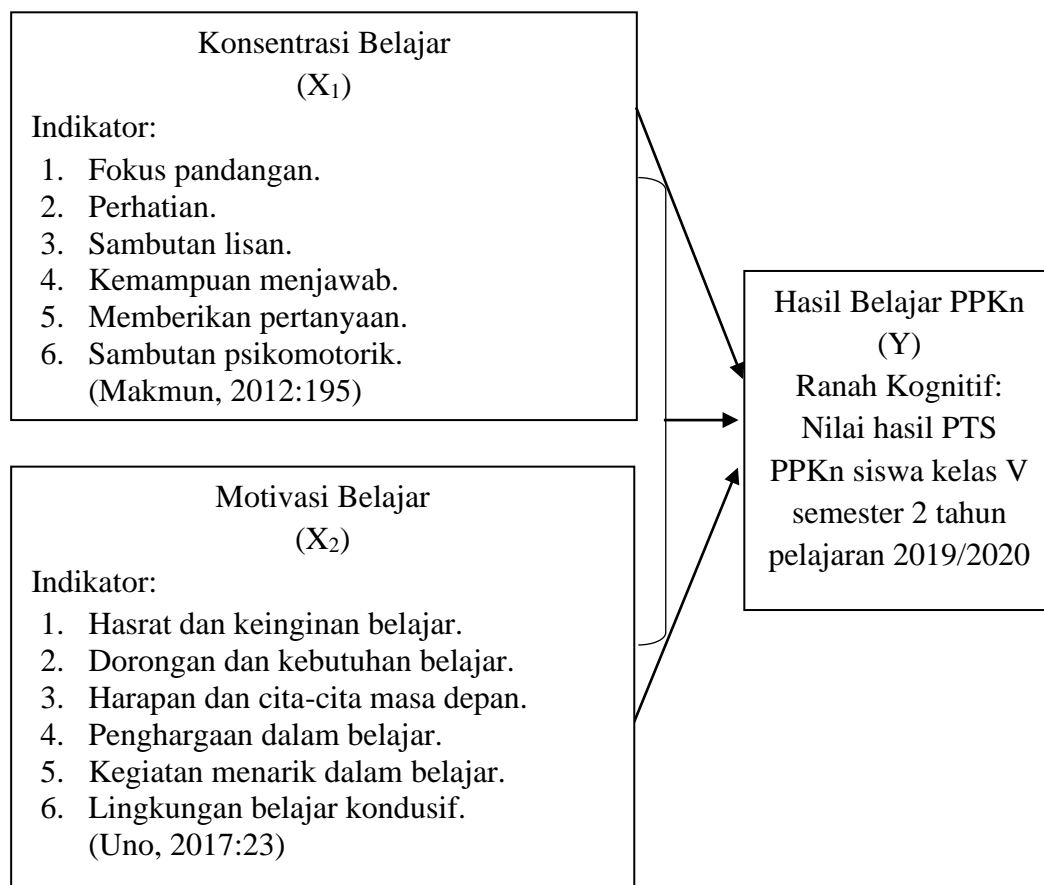 Konsentrasi Belajar
(X₁)
Indikator:
1. Fokus pandangan.
2. Perhatian.
3. Sambutan lisan.
4. Kemampuan menjawab.
5. Memberikan pertanyaan.
6. Sambutan psikomotorik.
(Makmun, 2012:195)
Motivasi Belajar
(X₂)
Indikator:
1. Hasrat dan keinginan belajar.
2. Dorongan dan kebutuhan belajar.
3. Harapan dan cita-cita masa depan.
4. Penghargaan dalam belajar.
5. Kegiatan menarik dalam belajar.
6. Lingkungan belajar kondusif.
(Uno, 2017:23)
Hasil Belajar PPKn
(Y)
Ranah Kognitif:
Nilai hasil PTS
PPKn siswa kelas V
semester 2 tahun
pelajaran 2019/2020